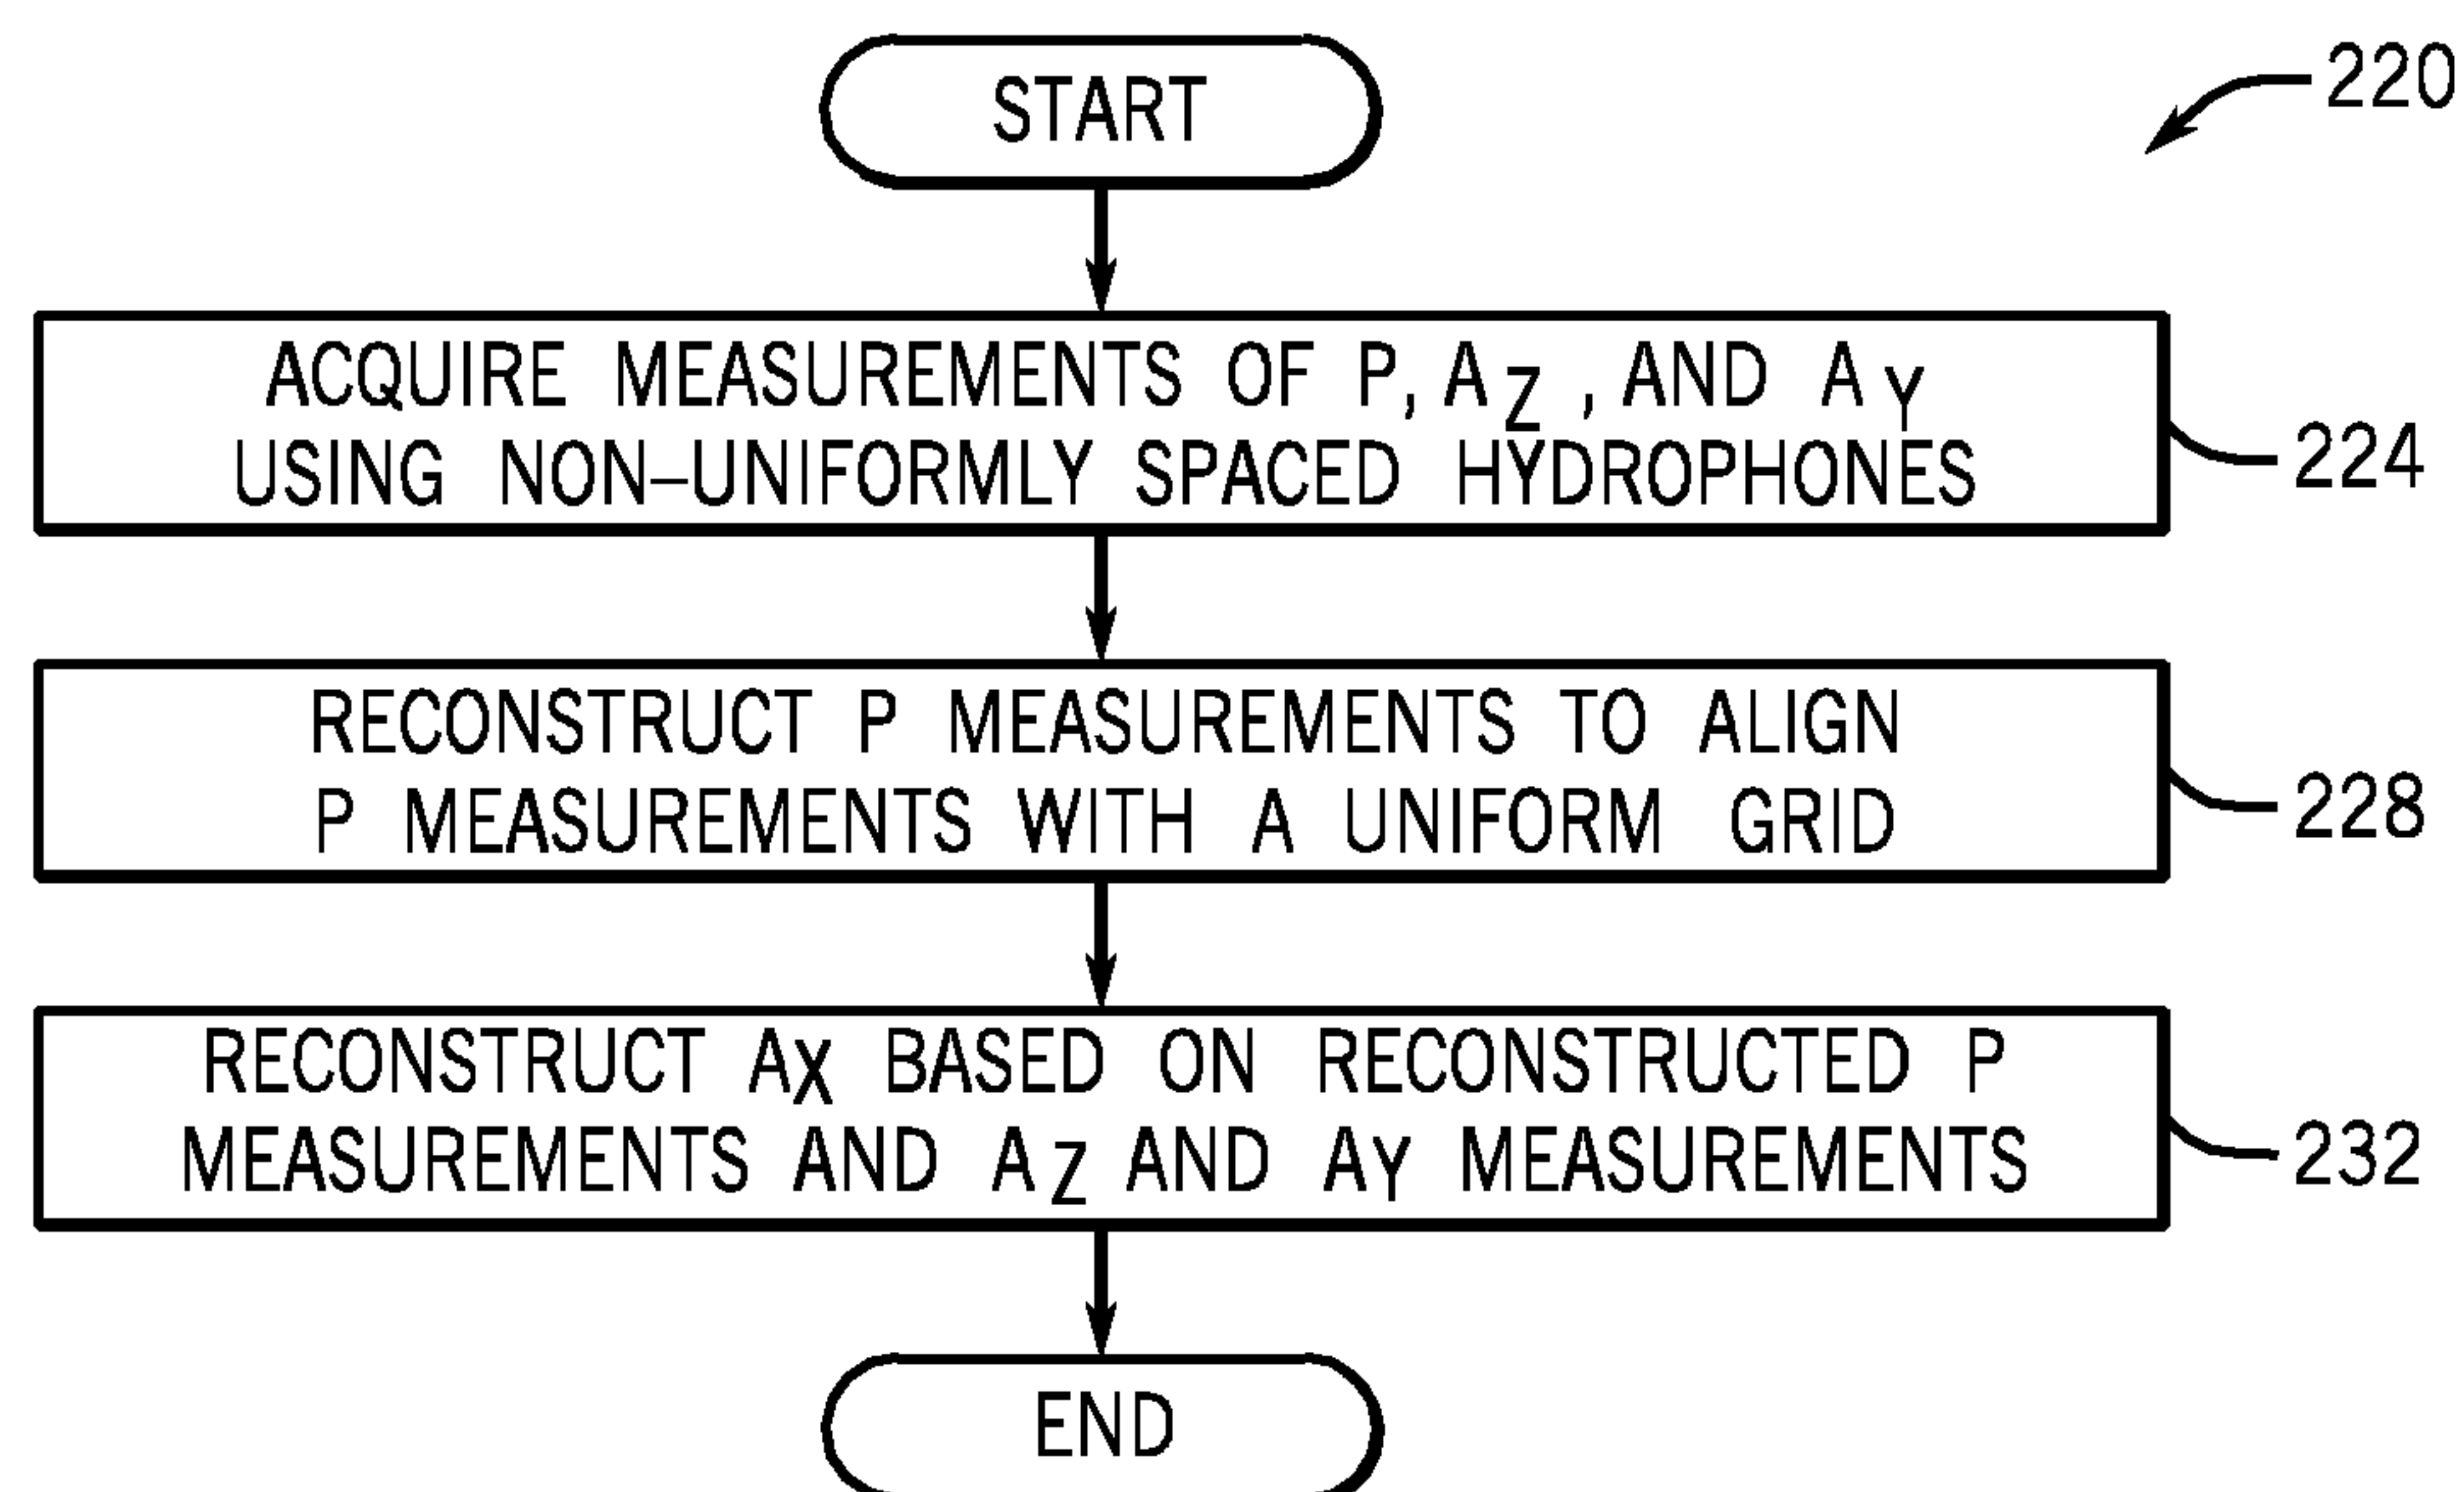 START
220
ACQUIRE MEASUREMENTS OF P, AZ, AND AY
USING NON–UNIFORMLY SPACED HYDROPHONES
224
RECONSTRUCT P MEASUREMENTS TO ALIGN
P MEASUREMENTS WITH A UNIFORM GRID
228
RECONSTRUCT AX BASED ON RECONSTRUCTED P
MEASUREMENTS AND AZ AND AY MEASUREMENTS
232
END